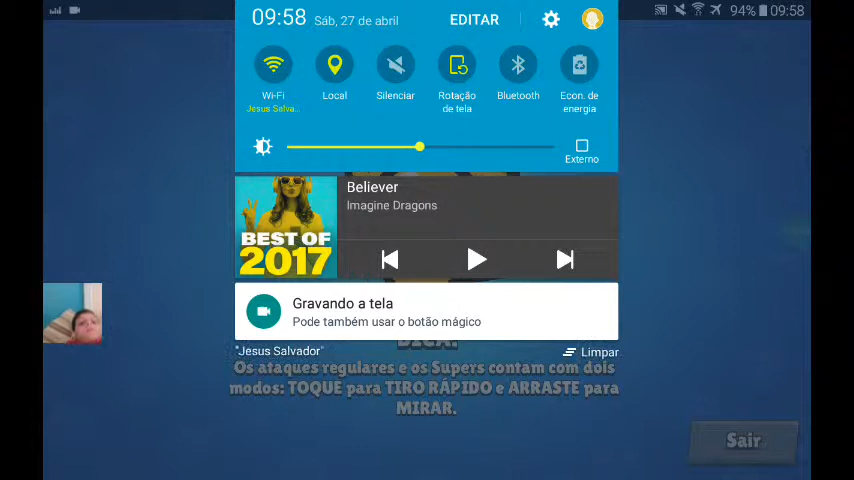 09:58 Sáb, 27 de abril EDITAR
94% 09:58
Wi-Fi
Jesus Salva...
Local
Silenciar
Rotação
de tela
Bluetooth
Econ. de
energia
Externo
Believer
Imagine Dragons
BEST OF
2017
Gravando a tela
Pode também usar o botão mágico
"Jesus Salvador"
Limpar
DICA:
Os ataques regulares e os Supers contam com dois
modos: TOQUE para TIRO RÁPIDO e ARRASTE para
MIRAR.
Sair